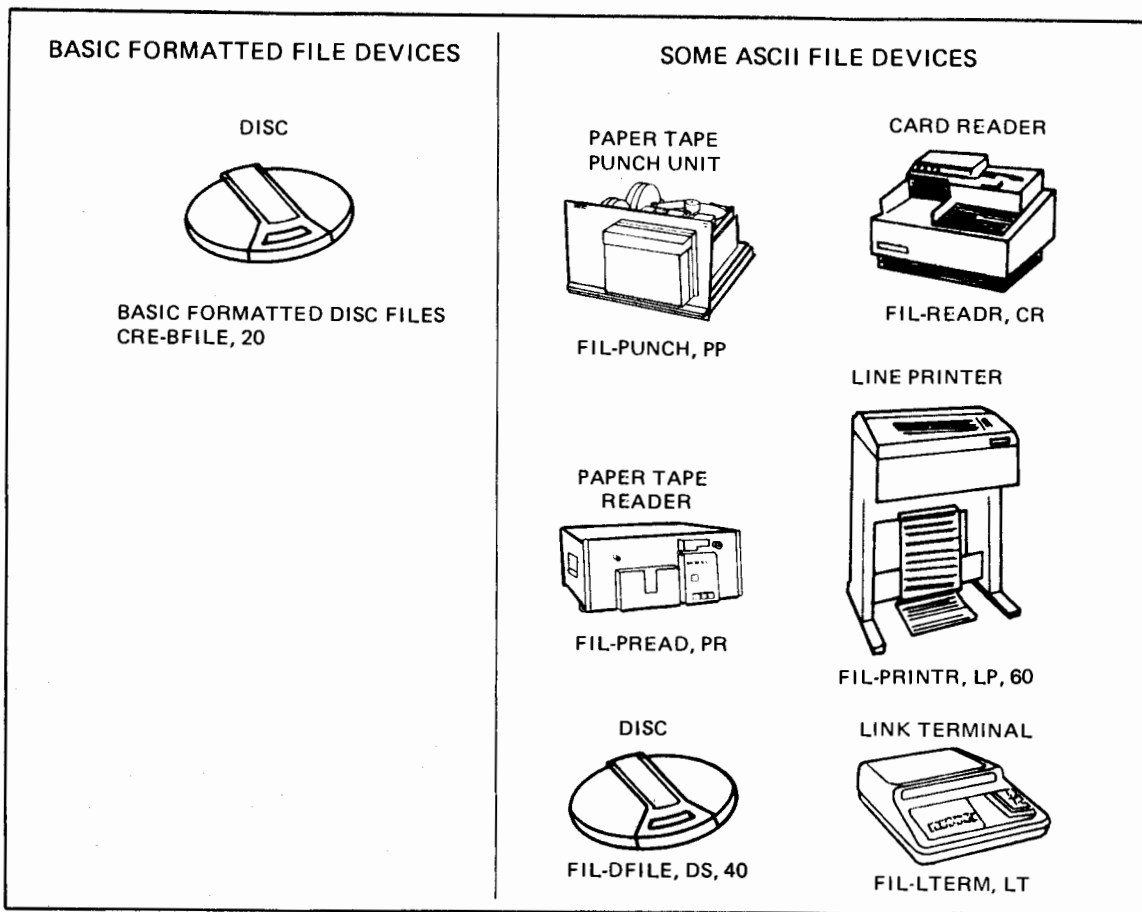 BASIC FORMATTED FILE DEVICES
DISC
BASIC FORMATTED DISC FILES
CRE-BFILE, 20
SOME ASCII FILE DEVICES
PAPER TAPE
PUNCH UNIT
FIL-PUNCH, PP
CARD READER
FIL-READR, CR
PAPER TAPE
READER
FIL-PREAD, PR
LINE PRINTER
FIL-PRINTR, LP, 60
DISC
FIL-DFILE, DS, 40
LINK TERMINAL
FIL-LTERM, LT